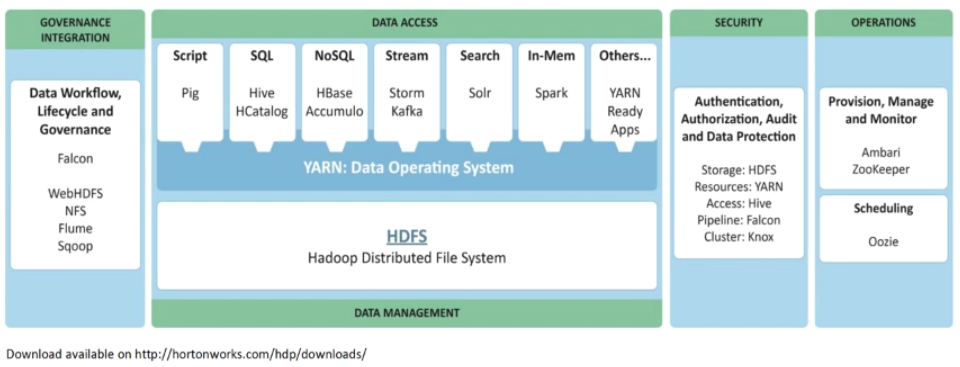 GOVERNANCE
INTEGRATION
Data Workflow,
Lifecycle and
Governance
Falcon
WebHDFS
NFS
Flume
Sqoop
DATA ACCESS
Script
Pig
SQL
Hive
HCatalog
NoSQL
HBase
Accumulo
Stream
Storm
Kafka
Search
Solr
In-Mem
Spark
Others...
YARN
Ready
Apps
YARN: Data Operating System
HDFS
Hadoop Distributed File System
DATA MANAGEMENT
SECURITY
Authentication,
Authorization, Audit
and Data Protection
Storage: HDFS
Resources: YARN
Access: Hive
Pipeline: Falcon
Cluster: Knox
OPERATIONS
Provision, Manage
and Monitor
Ambari
ZooKeeper
Scheduling
Oozie
Download available on http://hortonworks.com/hdp/downloads/